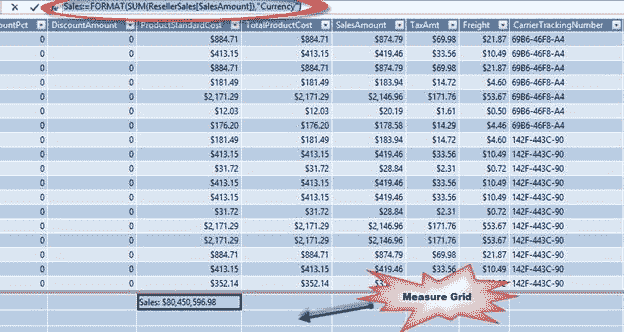 Sales:=FORMAT(SUM(ResellerSales[SalesAmount]),"Currency")
ountPct DiscountAmount ProductStandardCost TotalProductCost SalesAmount TaxAmt Freight CarrierTrackingNumber
0 0 $884.71 $884.71 $874.79 $69.98 $21.87 69B6-46F8-A4
0 0 $413.15 $413.15 $419.46 $33.56 $10.49 69B6-46F8-A4
0 0 $884.71 $884.71 $874.79 $69.98 $21.87 69B6-46F8-A4
0 0 $181.49 $181.49 $183.94 $14.72 $4.60 69B6-46F8-A4
0 0 $2,171.29 $2,171.29 $2,146.96 $171.76 $53.67 69B6-46F8-A4
0 0 $12.03 $12.03 $20.19 $1.61 $0.50 69B6-46F8-A4
0 0 $176.20 $176.20 $178.58 $14.29 $4.46 69B6-46F8-A4
0 0 $181.49 $181.49 $183.94 $14.72 $4.60 142F-443C-90
0 0 $413.15 $413.15 $419.46 $33.56 $10.49 142F-443C-90
0 0 $31.72 $31.72 $28.84 $2.31 $0.72 142F-443C-90
0 0 $413.15 $413.15 $419.46 $33.56 $10.49 142F-443C-90
0 0 $413.15 $413.15 $419.46 $33.56 $10.49 142F-443C-90
0 0 $31.72 $31.72 $28.84 $2.31 $0.72 142F-443C-90
0 0 $2,171.29 $2,171.29 $2,146.96 $171.76 $53.67 142F-443C-90
0 0 $2,171.29 $2,171.29 $2,146.96 $171.76 $53.67 142F-443C-90
0 0 $884.71 $884.71 $874.79 $69.98 $21.87 142F-443C-90
0 0 $413.15 $413.15 $419.46 $33.56 $10.49 142F-443C-90
0 0 $352.14 $352.14 142F-443C-90
Sales: $80,450,596.98
Measure Grid